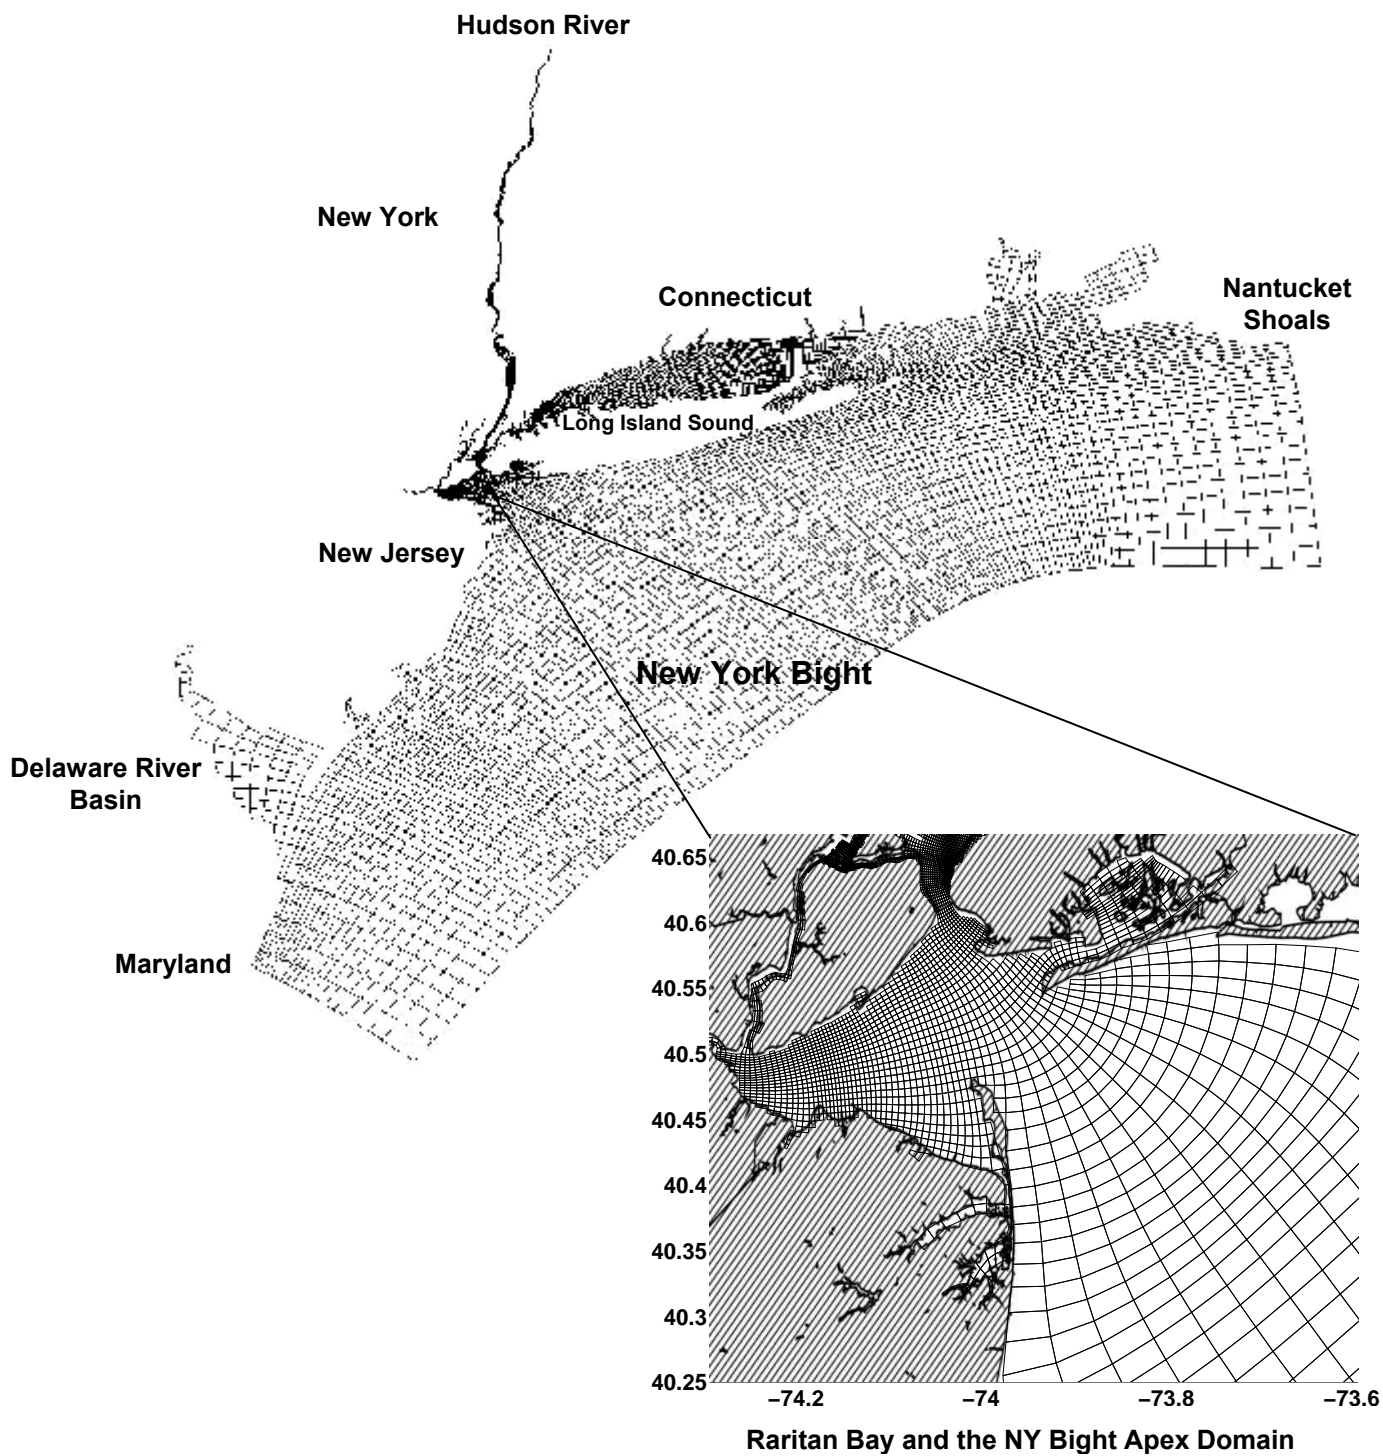 Hudson River
New York
Connecticut
Nantucket
Shoals
Long Island Sound
New Jersey
New York Bight
Delaware River
Basin
Maryland
40.65
40.6
40.55
40.5
40.45
40.4
40.35
40.3
40.25
−74.2
−74
−73.8
−73.6
Raritan Bay and the NY Bight Apex Domain